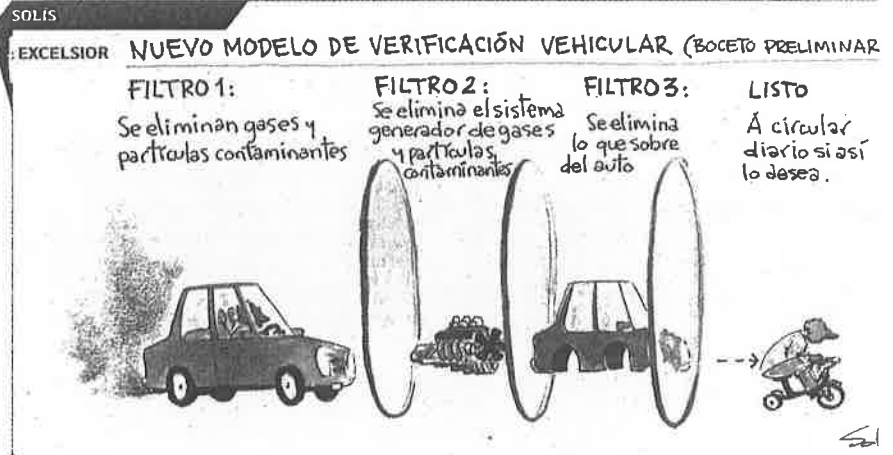 SOLÍS
EXCELSIOR
NUEVO MODELO DE VERIFICACIÓN VEHICULAR (BOCETO PRELIMINAR
FILTRO 1:
Se eliminan gases y
partículas contaminantes
FILTRO 2:
Se elimina el sistema
generador de gases
y partículas
contaminantes
FILTRO 3:
Se elimina
lo que sobre
del auto
LISTO
A circular
diario si así
lo desea.
Sol